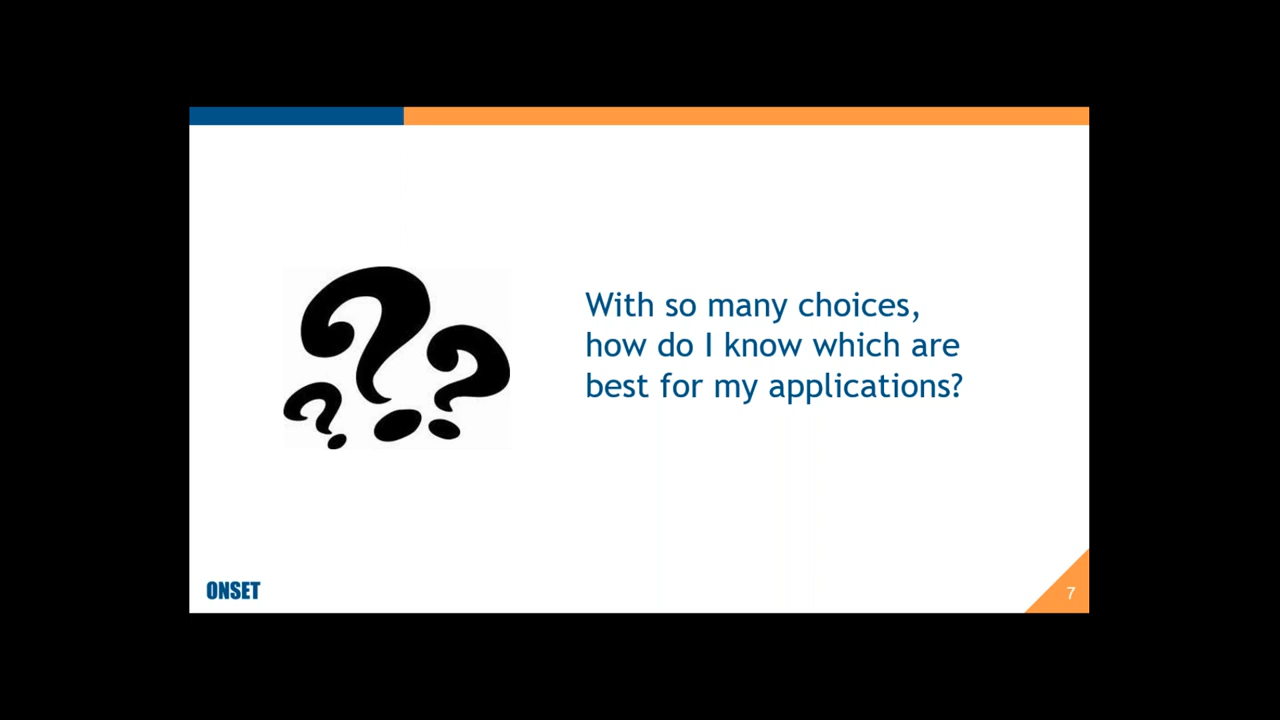 With so many choices,
how do I know which are
best for my applications?
ONSET
7